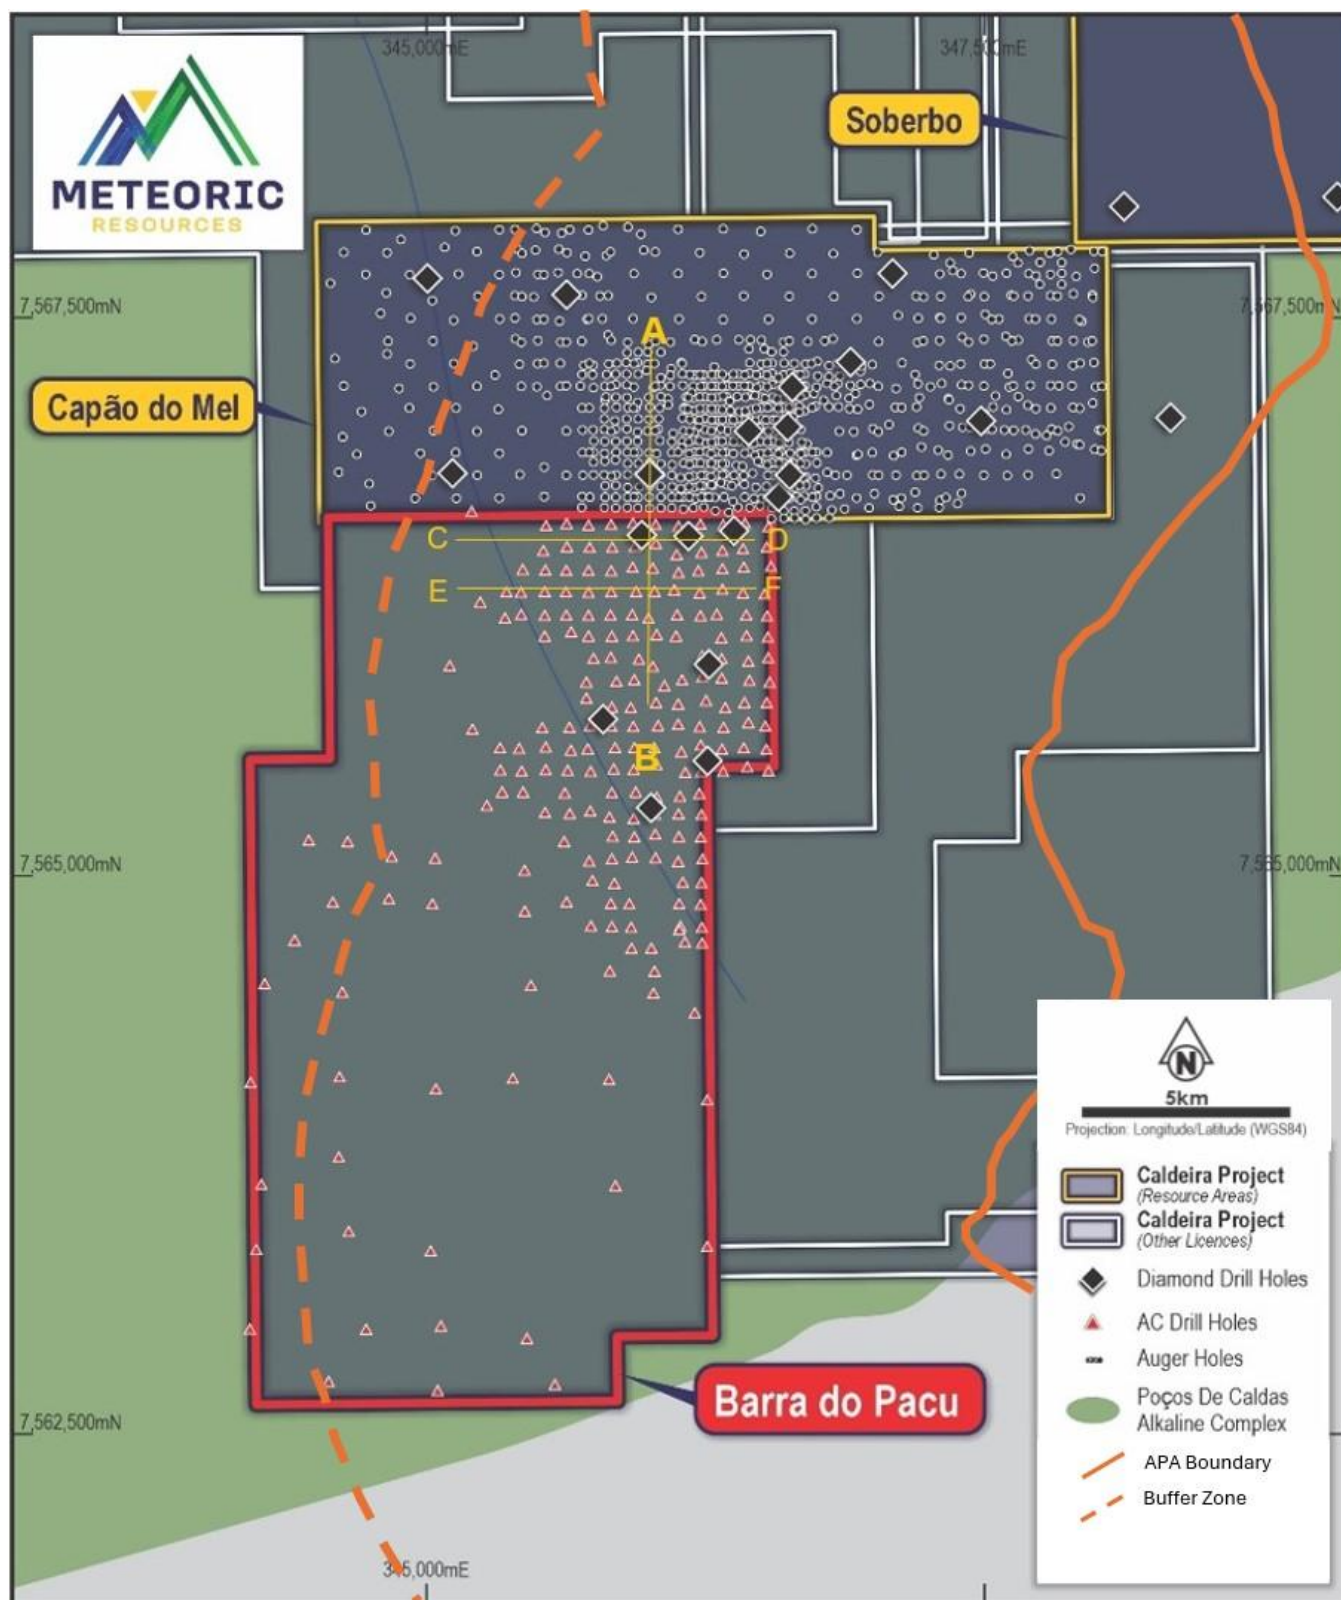 345,000mE
347,500mE
METEORIC
RESOURCES
Soberbo
7,567,500mN
7,567,500mN
A
Capão do Mel
C
D
E
F
B
7,565,000mN
7,565,000mN
N
5km
Projection: Longitude/Latitude (WGS84)
Caldeira Project
(Resource Areas)
Caldeira Project
(Other Licences)
Diamond Drill Holes
AC Drill Holes
Auger Holes
Poços De Caldas
Alkaline Complex
APA Boundary
Buffer Zone
Barra do Pacu
7,562,500mN
345,000mE